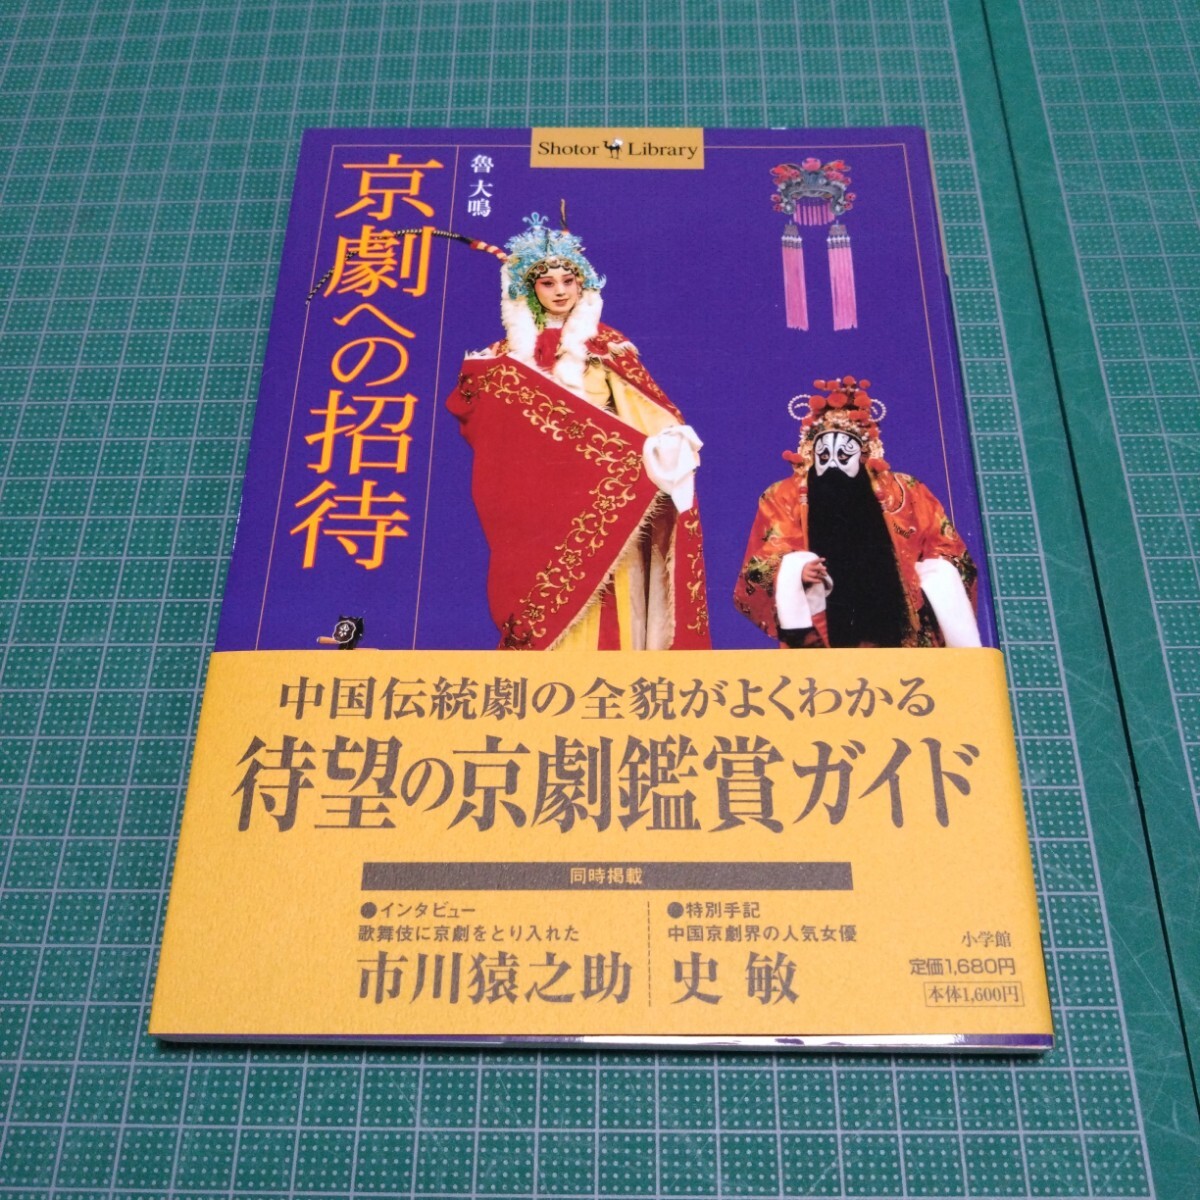 Shotor Library
魯大鳴
京劇への招待
中国伝統劇の全貌がよくわかる
待望の京劇鑑賞ガイド
同時掲載
●インタビュー
歌舞伎に京劇をとり入れた
市川猿之助
●特別手記
中国京劇界の人気女優
史敏
小学館
定価1,680円
本体1,600円